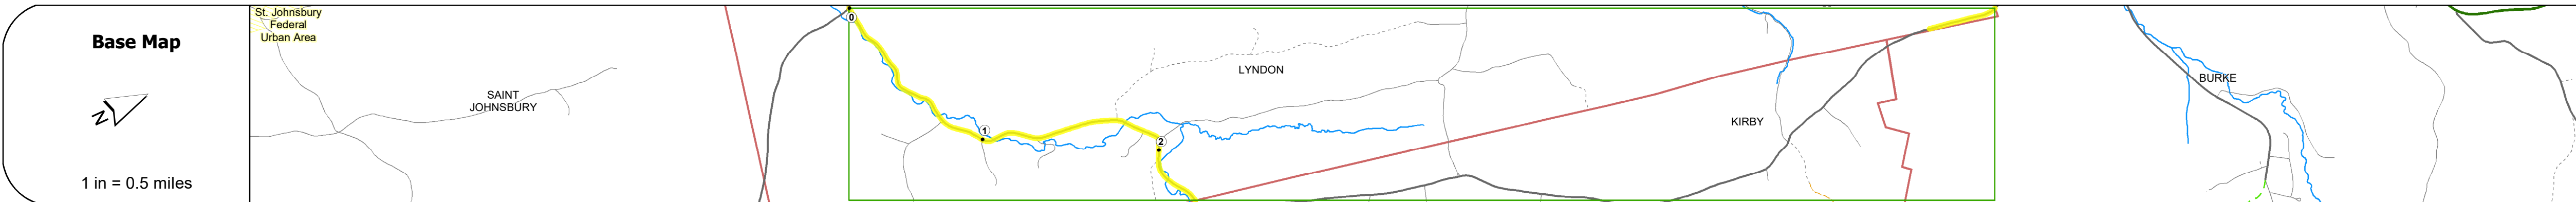 Base Map
N
1 in = 0.5 miles
St. Johnsbury
Federal
Urban Area
SAINT
JOHNSBURY
0
1
2
LYNDON
KIRBY
BURKE